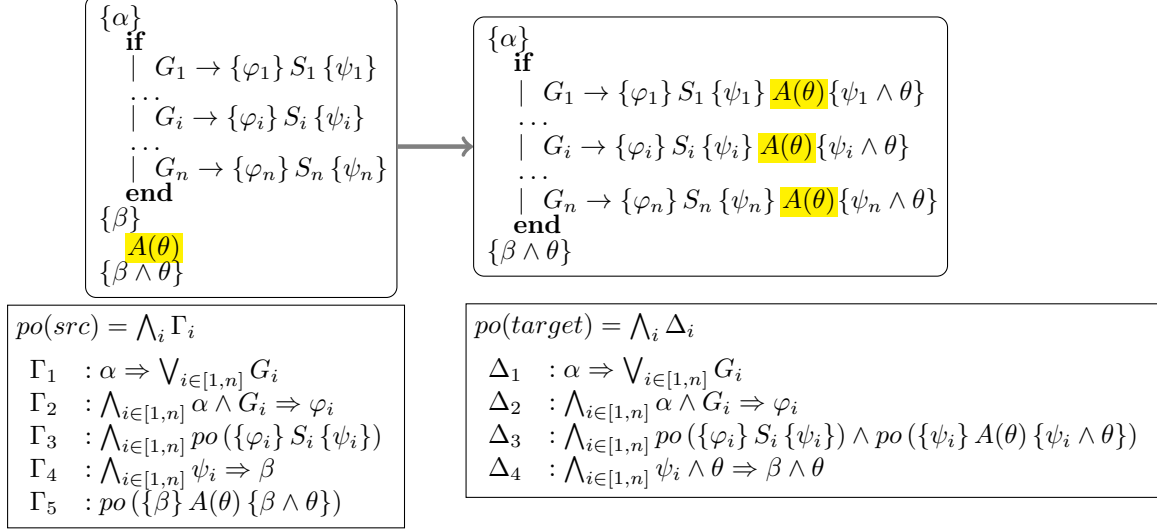 {α}
if
| G₁ → {φ₁} S₁ {ψ₁}
...
| Gᵢ → {φᵢ} Sᵢ {ψᵢ}
...
| Gₙ → {φₙ} Sₙ {ψₙ}
end
{β}
A(θ)
{β ∧ θ}
{α}
if
| G₁ → {φ₁} S₁ {ψ₁} A(θ){ψ₁ ∧ θ}
...
| Gᵢ → {φᵢ} Sᵢ {ψᵢ} A(θ){ψᵢ ∧ θ}
...
| Gₙ → {φₙ} Sₙ {ψₙ} A(θ){ψₙ ∧ θ}
end
{β ∧ θ}
po(src) = ⋀ᵢ Γᵢ
Γ₁ : α ⇒ ⋁_{i∈[1,n]} Gᵢ
Γ₂ : ⋀_{i∈[1,n]} α ∧ Gᵢ ⇒ φᵢ
Γ₃ : ⋀_{i∈[1,n]} po ({φᵢ} Sᵢ {ψᵢ})
Γ₄ : ⋀_{i∈[1,n]} ψᵢ ⇒ β
Γ₅ : po ({β} A(θ) {β ∧ θ})
po(target) = ⋀ᵢ Δᵢ
Δ₁ : α ⇒ ⋁_{i∈[1,n]} Gᵢ
Δ₂ : ⋀_{i∈[1,n]} α ∧ Gᵢ ⇒ φᵢ
Δ₃ : ⋀_{i∈[1,n]} po ({φᵢ} Sᵢ {ψᵢ}) ∧ po ({ψᵢ} A(θ) {ψᵢ ∧ θ})
Δ₄ : ⋀_{i∈[1,n]} ψᵢ ∧ θ ⇒ β ∧ θ